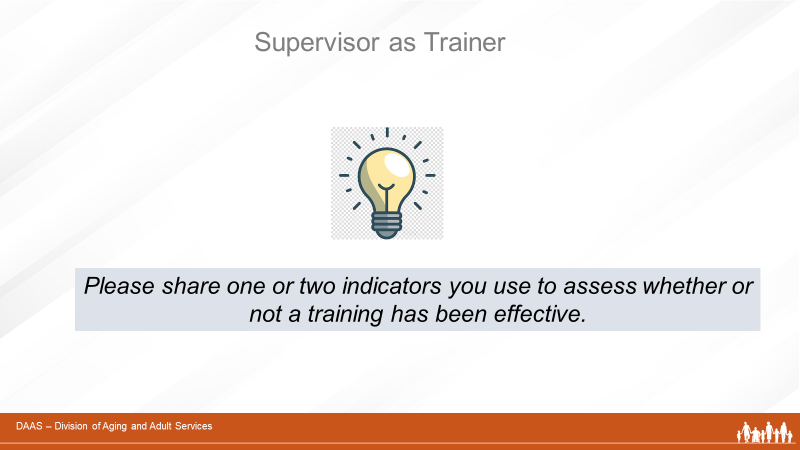 Supervisor as Trainer
Please share one or two indicators you use to assess whether or
not a training has been effective.
DAAS – Division of Aging and Adult Services